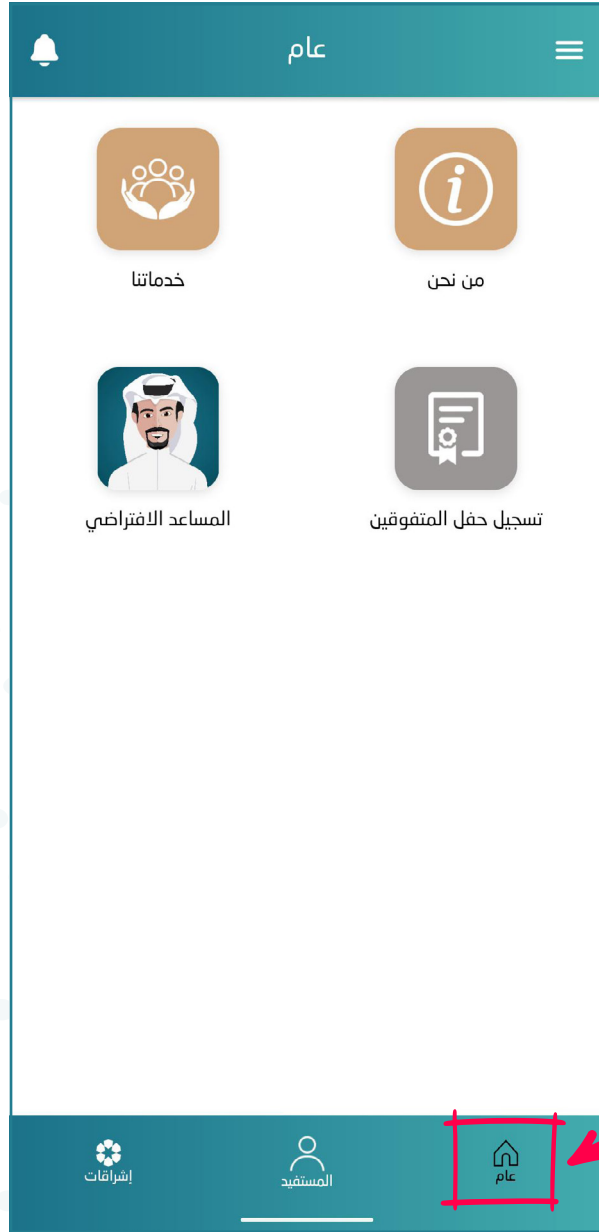 عام
من نحن
خدماتنا
تسجيل حفل المتفوقين
المساعد الافتراضي
عام
المستفيد
إشراقات